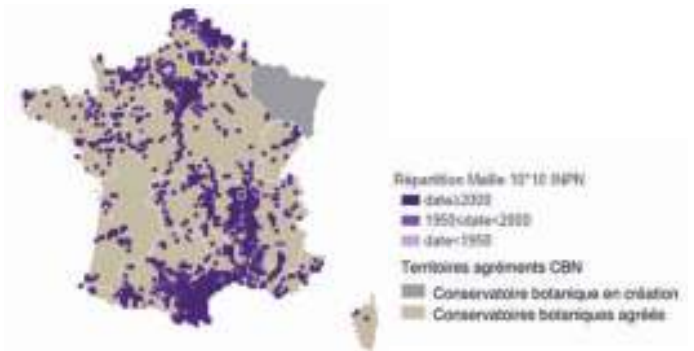 Répartition Maille 10*10 INPN
date≥2000
1950≤date<2000
date<1950
Territoires agréments CBN
Conservatoire botanique en création
Conservatoires botaniques agréés